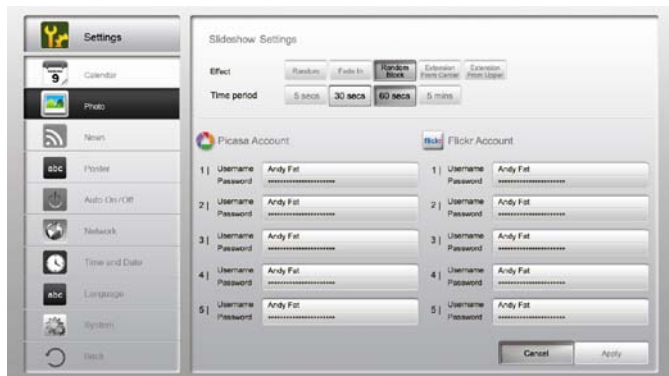 Settings
9
Calendar
Photo
News
abc
Poster
Auto On/Off
Network
Time and Date
abc
Language
System
Back
Slideshow Settings
Effect
Random
Fade In
Random Block
Extension From Center
Extension From Upper
Time period
5 secs
30 secs
60 secs
5 mins
Picasa Account
1 | Username Andy Fat
Password ••••••••••••••••••••••
2 | Username Andy Fat
Password ••••••••••••••••••••••
3 | Username Andy Fat
Password ••••••••••••••••••••••
4 | Username Andy Fat
Password ••••••••••••••••••••••
5 | Username Andy Fat
Password ••••••••••••••••••••••
flickr
Flickr Account
1 | Username Andy Fat
Password ••••••••••••••••••••••
2 | Username Andy Fat
Password ••••••••••••••••••••••
3 | Username Andy Fat
Password ••••••••••••••••••••••
4 | Username Andy Fat
Password ••••••••••••••••••••••
5 | Username Andy Fat
Password ••••••••••••••••••••••
Cancel
Apply